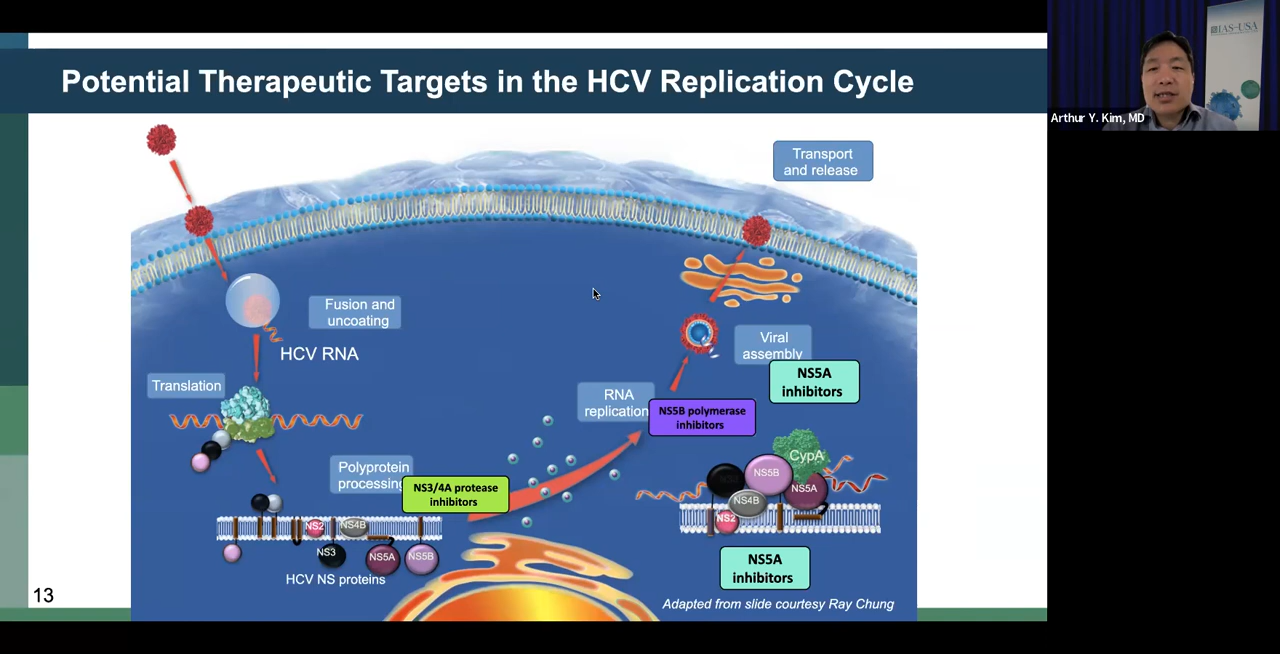 Potential Therapeutic Targets in the HCV Replication Cycle
IAS–USA
Arthur Y. Kim, MD
Transport
and release
Fusion and
uncoating
HCV RNA
Viral
assembly
NS5A
inhibitors
Translation
RNA
replication
NS5B polymerase
inhibitors
Polyprotein
processing
NS3/4A protease
inhibitors
CypA
NS5B
NS5A
NS4B
NS2
NS2
NS4B
NS3
NS5A
NS5B
HCV NS proteins
NS5A
inhibitors
13
Adapted from slide courtesy Ray Chung